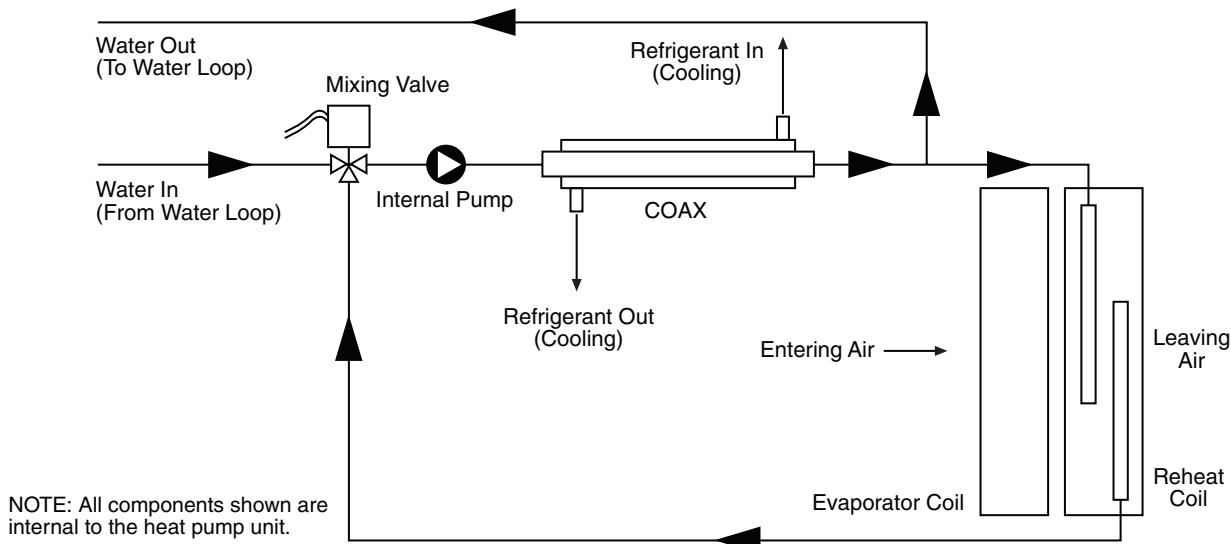 Water Out
(To Water Loop)
Refrigerant In
(Cooling)
Mixing Valve
Water In
(From Water Loop)
Internal Pump
COAX
Refrigerant Out
(Cooling)
Entering Air
Leaving
Air
Evaporator Coil
Reheat
Coil
NOTE: All components shown are
internal to the heat pump unit.